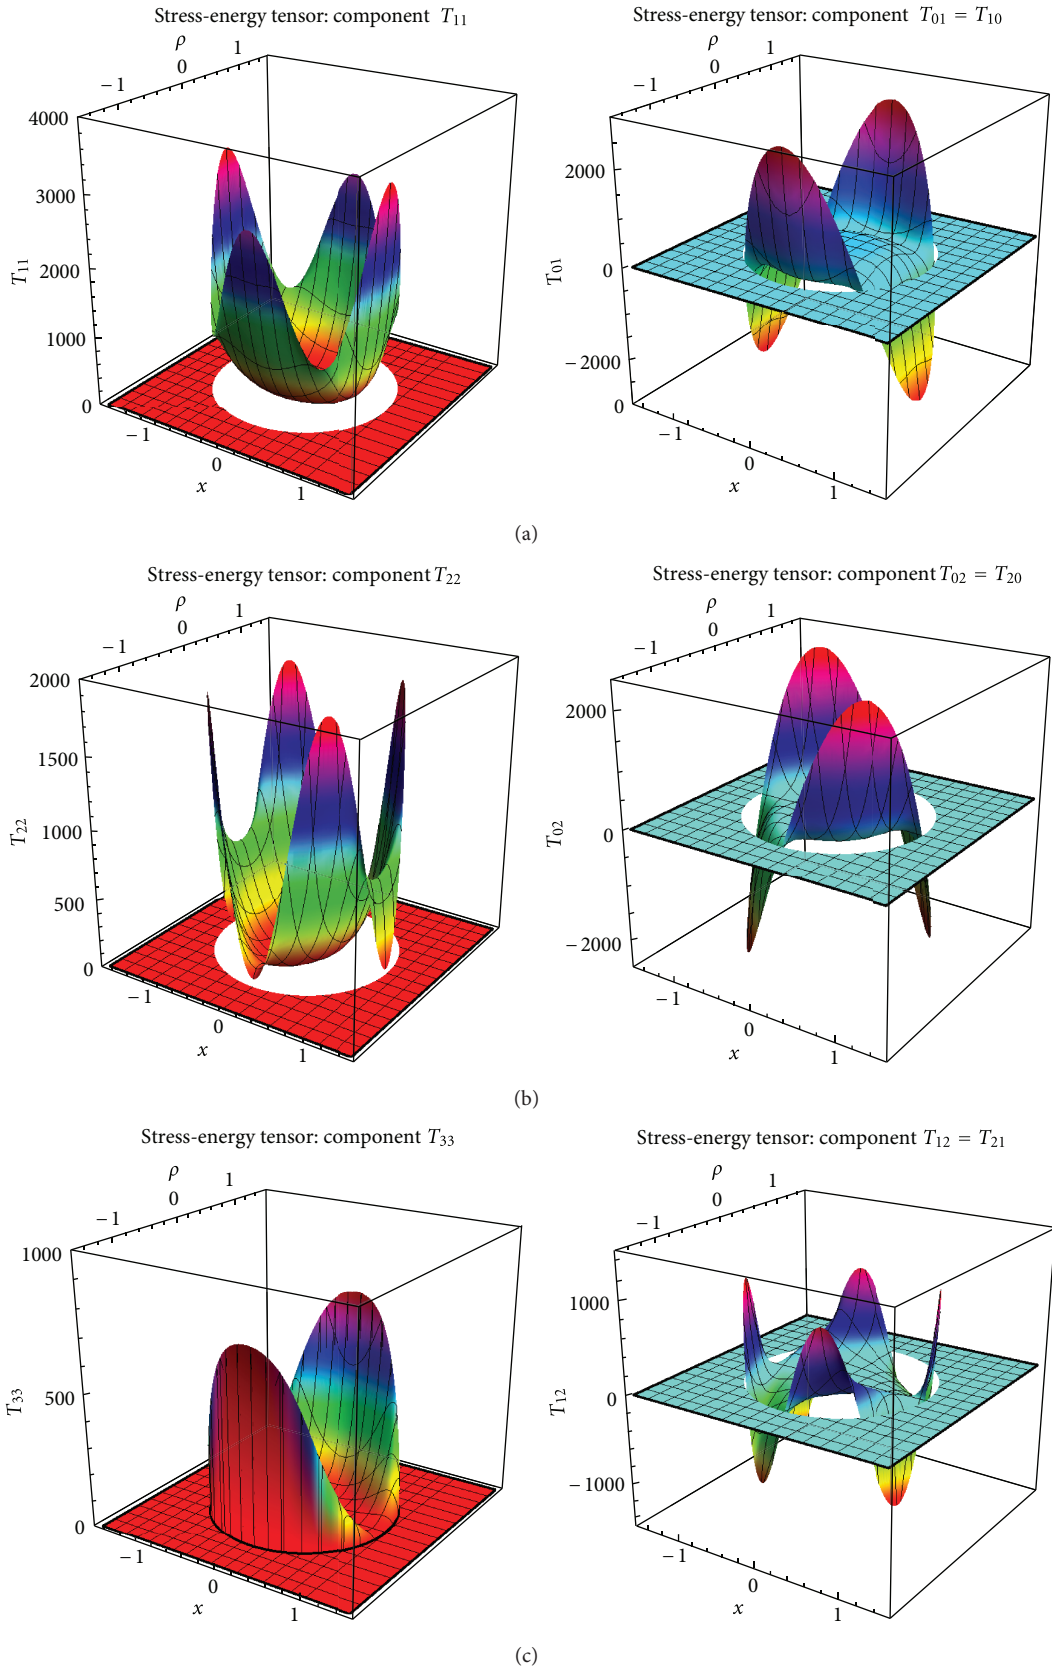 Stress-energy tensor: component T₁₁
ρ
−1
0
1
4000
3000
2000
1000
0
T₁₁
−1
0
1
x
Stress-energy tensor: component T₀₁ = T₁₀
ρ
−1
0
1
2000
0
−2000
0
T₀₁
−1
0
1
x
(a)
Stress-energy tensor: component T₂₂
ρ
−1
0
1
2000
1500
1000
500
0
T₂₂
−1
0
1
x
Stress-energy tensor: component T₀₂ = T₂₀
ρ
−1
0
1
2000
0
−2000
T₀₂
−1
0
1
x
(b)
Stress-energy tensor: component T₃₃
ρ
−1
0
1
1000
500
0
T₃₃
−1
0
1
x
Stress-energy tensor: component T₁₂ = T₂₁
ρ
−1
0
1
1000
0
−1000
T₁₂
−1
0
1
x
(c)